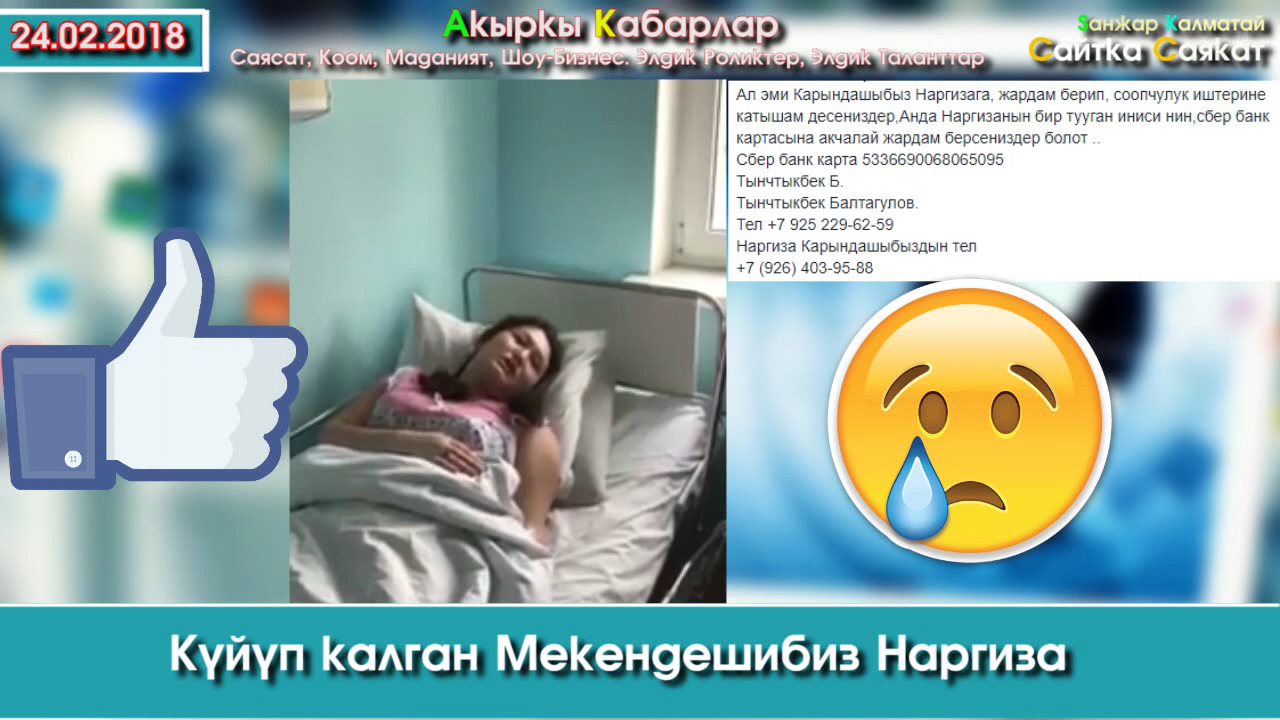 24.02.2018
Акыркы Кабарлар
Саясат, Коом, Маданият, Шоу-Бизнес. Элдик Роликтер, Элдик Таланттар
Sанжар Калматай
Сайтка Саякат
Ал эми Карындашыбыз Наргизага, жардам берип, соопчулук иштерине
катышам десениздер,Анда Наргизанын бир тууган иниси нин,сбер банк
картасына акчалай жардам берсениздер болот ..
Сбер банк карта 5336690068065095
Тынчтыкбек Б.
Тынчтыкбек Балтагулов.
Тел +7 925 229-62-59
Наргиза Карындашыбыздын тел
+7 (926) 403-95-88
Күйүп калган Мекендешибиз Наргиза